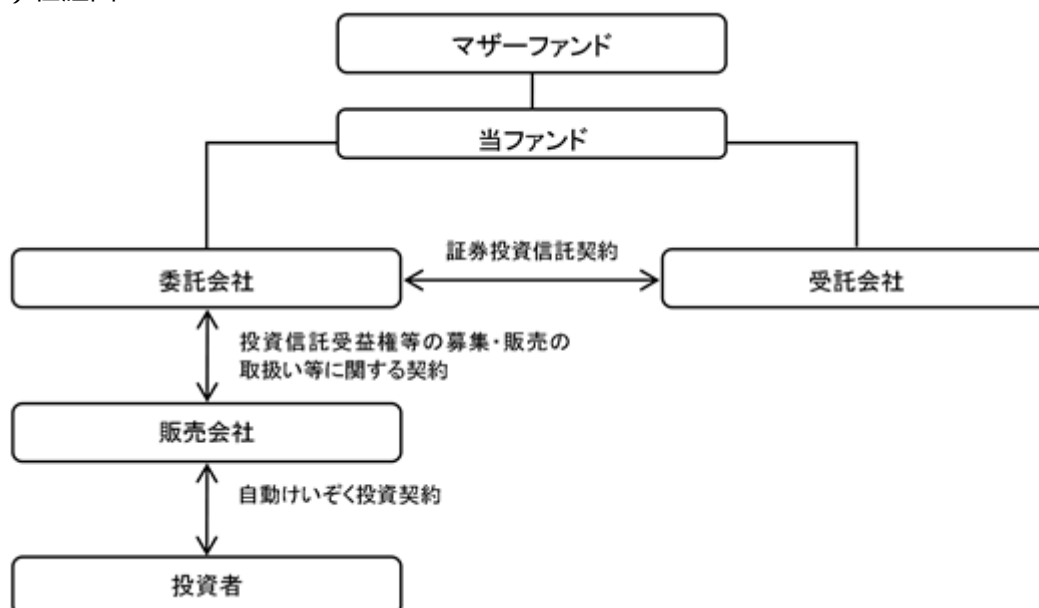 マザーファンド
当ファンド
証券投資信託契約
委託会社
受託会社
投資信託受益権等の募集・販売の
取扱い等に関する契約
販売会社
自動けいぞく投資契約
投資者